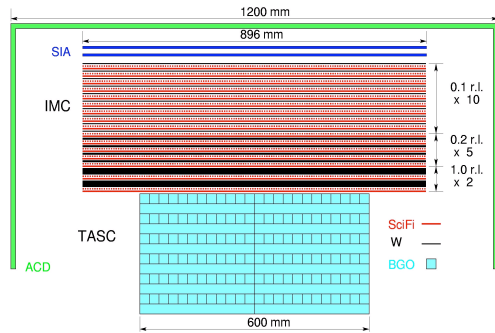 1200 mm
896 mm
SIA
IMC
0.1 r.l.
x 10
0.2 r.l.
x 5
1.0 r.l.
x 2
TASC
SciFi
W
BGO
ACD
600 mm